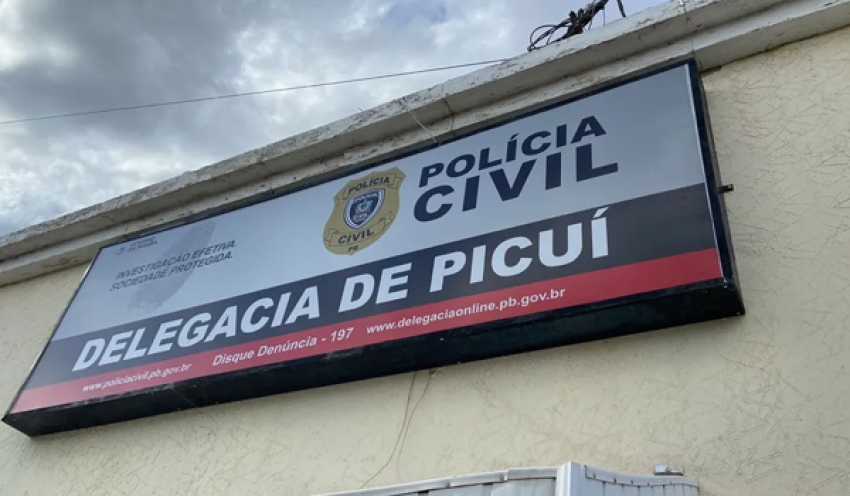 POLÍCIA
CIVIL
POLÍCIA
CIVIL
PB
INVESTIGAÇÃO EFETIVA.
SOCIEDADE PROTEGIDA.
DELEGACIA DE PICUÍ
Disque Denúncia - 197 www.delegaciaonline.pb.gov.br
www.policiacivil.pb.gov.br